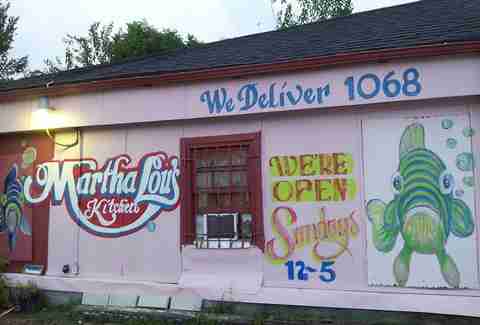 We Deliver 1068
Martha Lou's
Kitchen
WE'RE
OPEN
Sundays
12-5